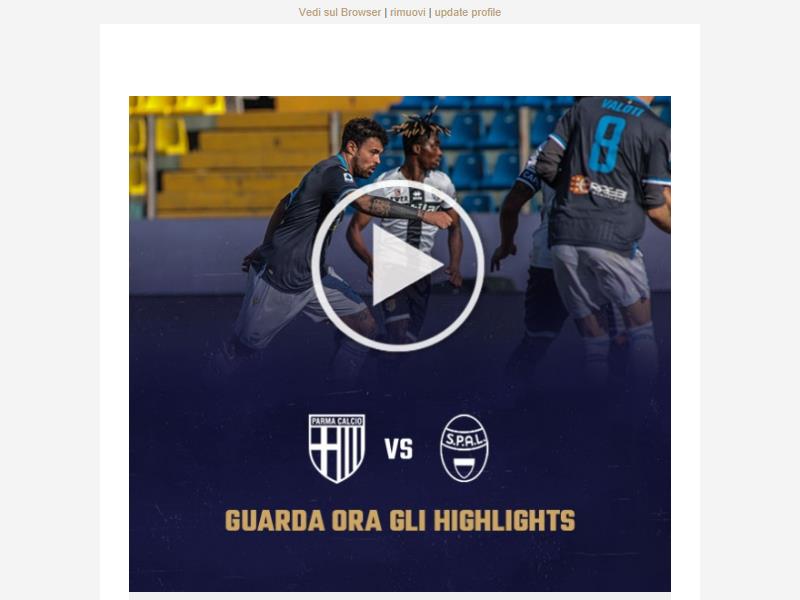 Vedi sul Browser | rimuovi | update profile
VALOTI
8
PARMA CALCIO
VS
S.P.A.L.
GUARDA ORA GLI HIGHLIGHTS